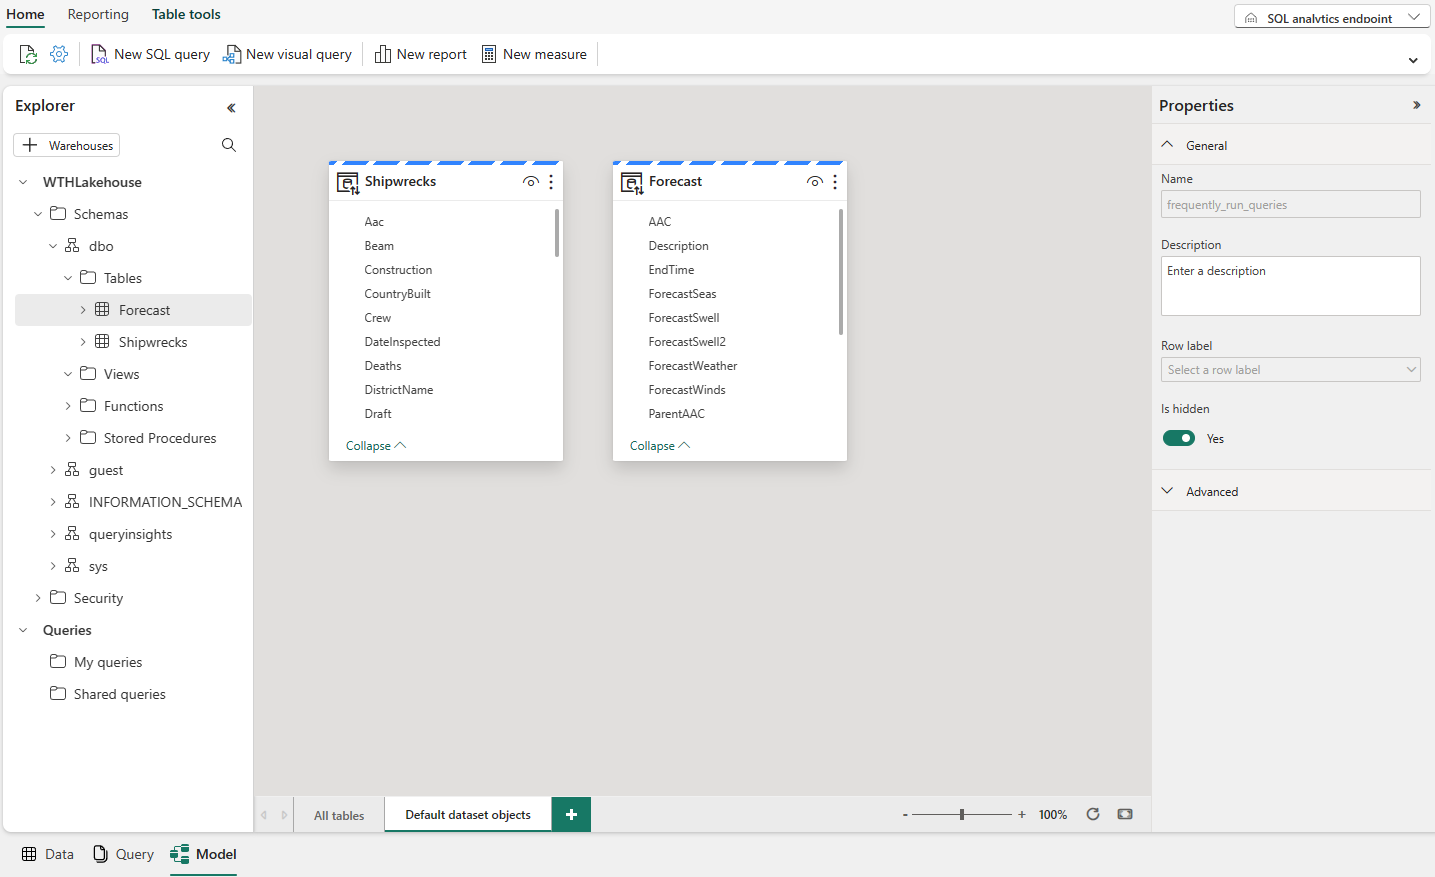 Home Reporting Table tools
SQL analytics endpoint
SQL New SQL query New visual query New report New measure
Explorer
Warehouses
WTHLakehouse
Schemas
dbo
Tables
Forecast
Shipwrecks
Views
Functions
Stored Procedures
guest
INFORMATION_SCHEMA
queryinsights
sys
Security
Queries
My queries
Shared queries
Shipwrecks
Aac
Beam
Construction
CountryBuilt
Crew
DateInspected
Deaths
DistrictName
Draft
Collapse
Forecast
AAC
Description
EndTime
ForecastSeas
ForecastSwell
ForecastSwell2
ForecastWeather
ForecastWinds
ParentAAC
Collapse
Properties
General
Name
frequently_run_queries
Description
Enter a description
Row label
Select a row label
Is hidden
Yes
Advanced
All tables Default dataset objects +
- + 100%
Data Query Model